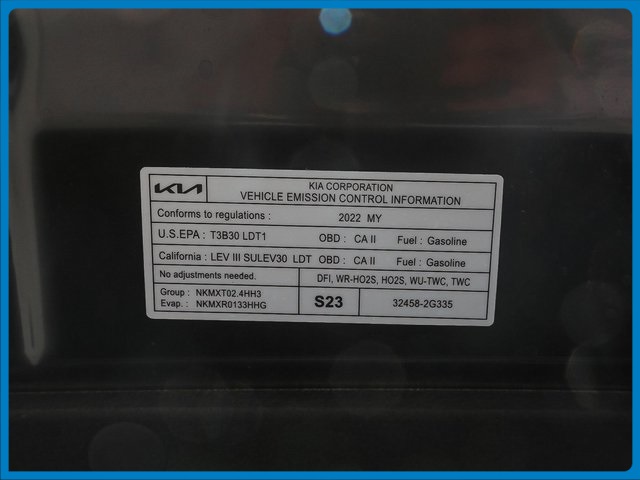 KIA
KIA CORPORATION
VEHICLE EMISSION CONTROL INFORMATION
Conforms to regulations : 2022 MY
U.S.EPA : T3B30 LDT1 OBD : CA II Fuel : Gasoline
California : LEV III SULEV30 LDT OBD : CA II Fuel : Gasoline
No adjustments needed. DFI, WR-HO2S, HO2S, WU-TWC, TWC
Group : NKMXT02.4HH3
Evap. : NKMXR0133HHG
S23
32458-2G335